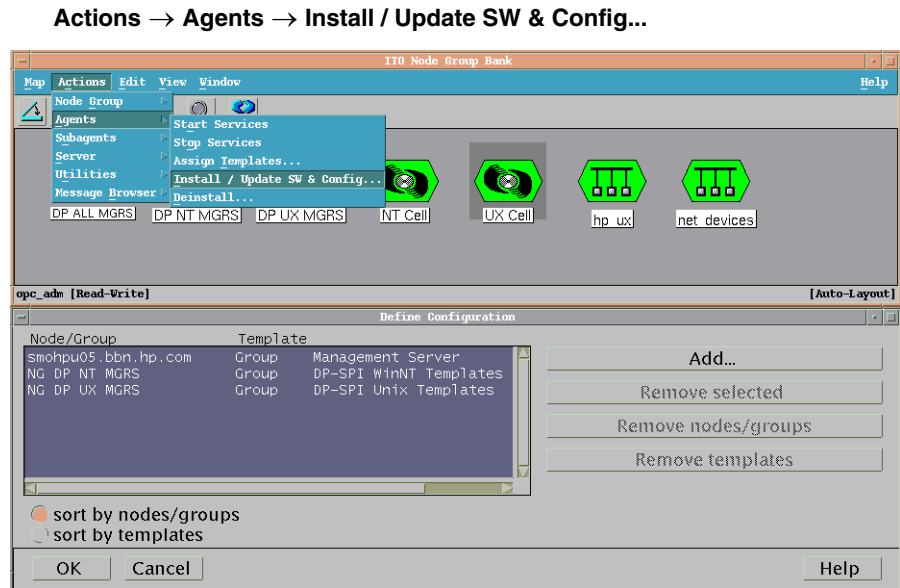 Actions → Agents → Install / Update SW & Config...
ITO Node Group Bank
Map Actions Edit View Window Help
Node Group
Agents
Subagents
Server
Utilities
Message Browser
Start Services
Stop Services
Assign Templates...
Install / Update SW & Config...
Deinstall...
DP ALL MGRS DP NT MGRS DP UX MGRS NT Cell UX Cell hp_ux net_devices
opc_adm [Read-Write] [Auto-Layout]
Define Configuration
Node/Group Template
smohpu05.bbn.hp.com Group Management Server
NG DP NT MGRS Group DP-SPI WinNT Templates
NG DP UX MGRS Group DP-SPI Unix Templates
Add...
Remove selected
Remove nodes/groups
Remove templates
sort by nodes/groups
sort by templates
OK Cancel Help